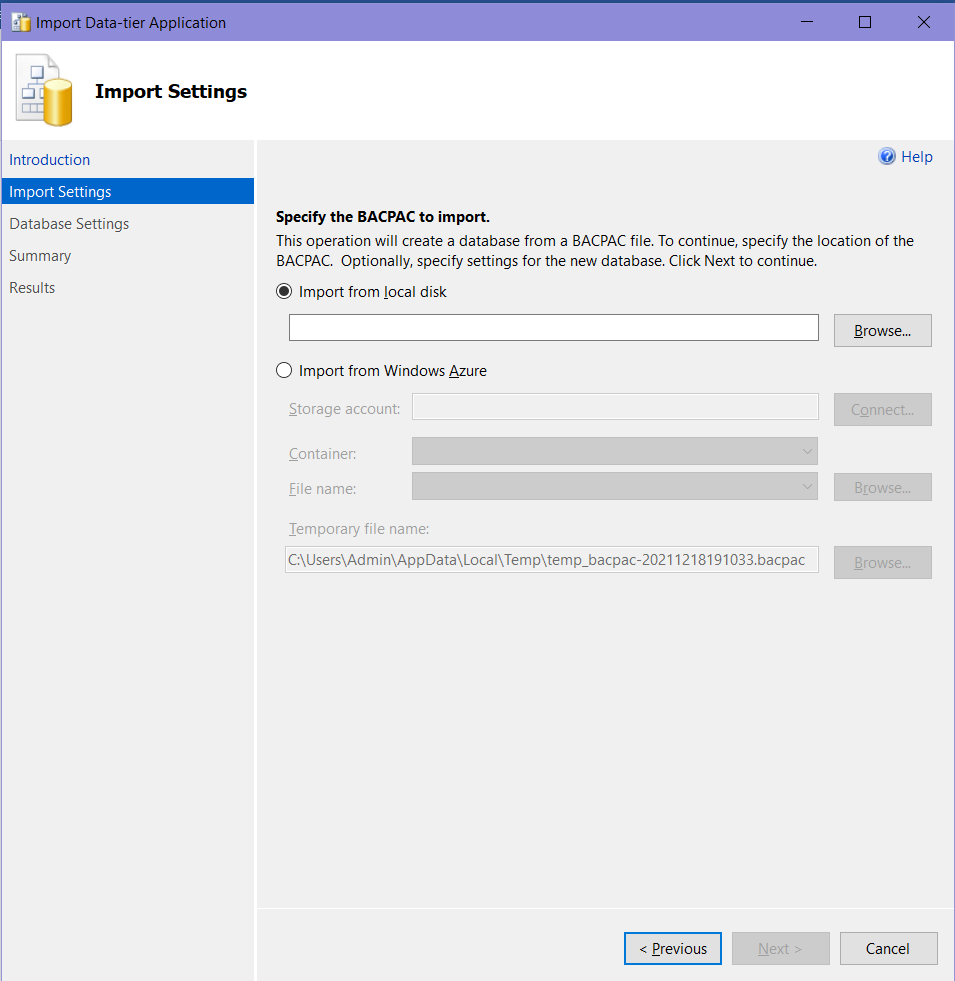 Import Data-tier Application
Import Settings
Introduction
Import Settings
Database Settings
Summary
Results
Help
Specify the BACPAC to import.
This operation will create a database from a BACPAC file. To continue, specify the location of the
BACPAC.  Optionally, specify settings for the new database. Click Next to continue.
Import from local disk
Browse...
Import from Windows Azure
Storage account:
Connect...
Container:
File name:
Browse...
Temporary file name:
C:\Users\Admin\AppData\Local\Temp\temp_bacpac-20211218191033.bacpac
Browse...
< Previous
Next >
Cancel